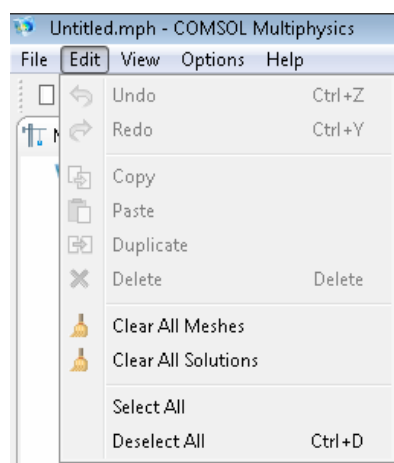 Untitled.mph - COMSOL Multiphysics
File Edit View Options Help
Undo Ctrl+Z
Redo Ctrl+Y
Copy
Paste
Duplicate
Delete Delete
Clear All Meshes
Clear All Solutions
Select All
Deselect All Ctrl+D